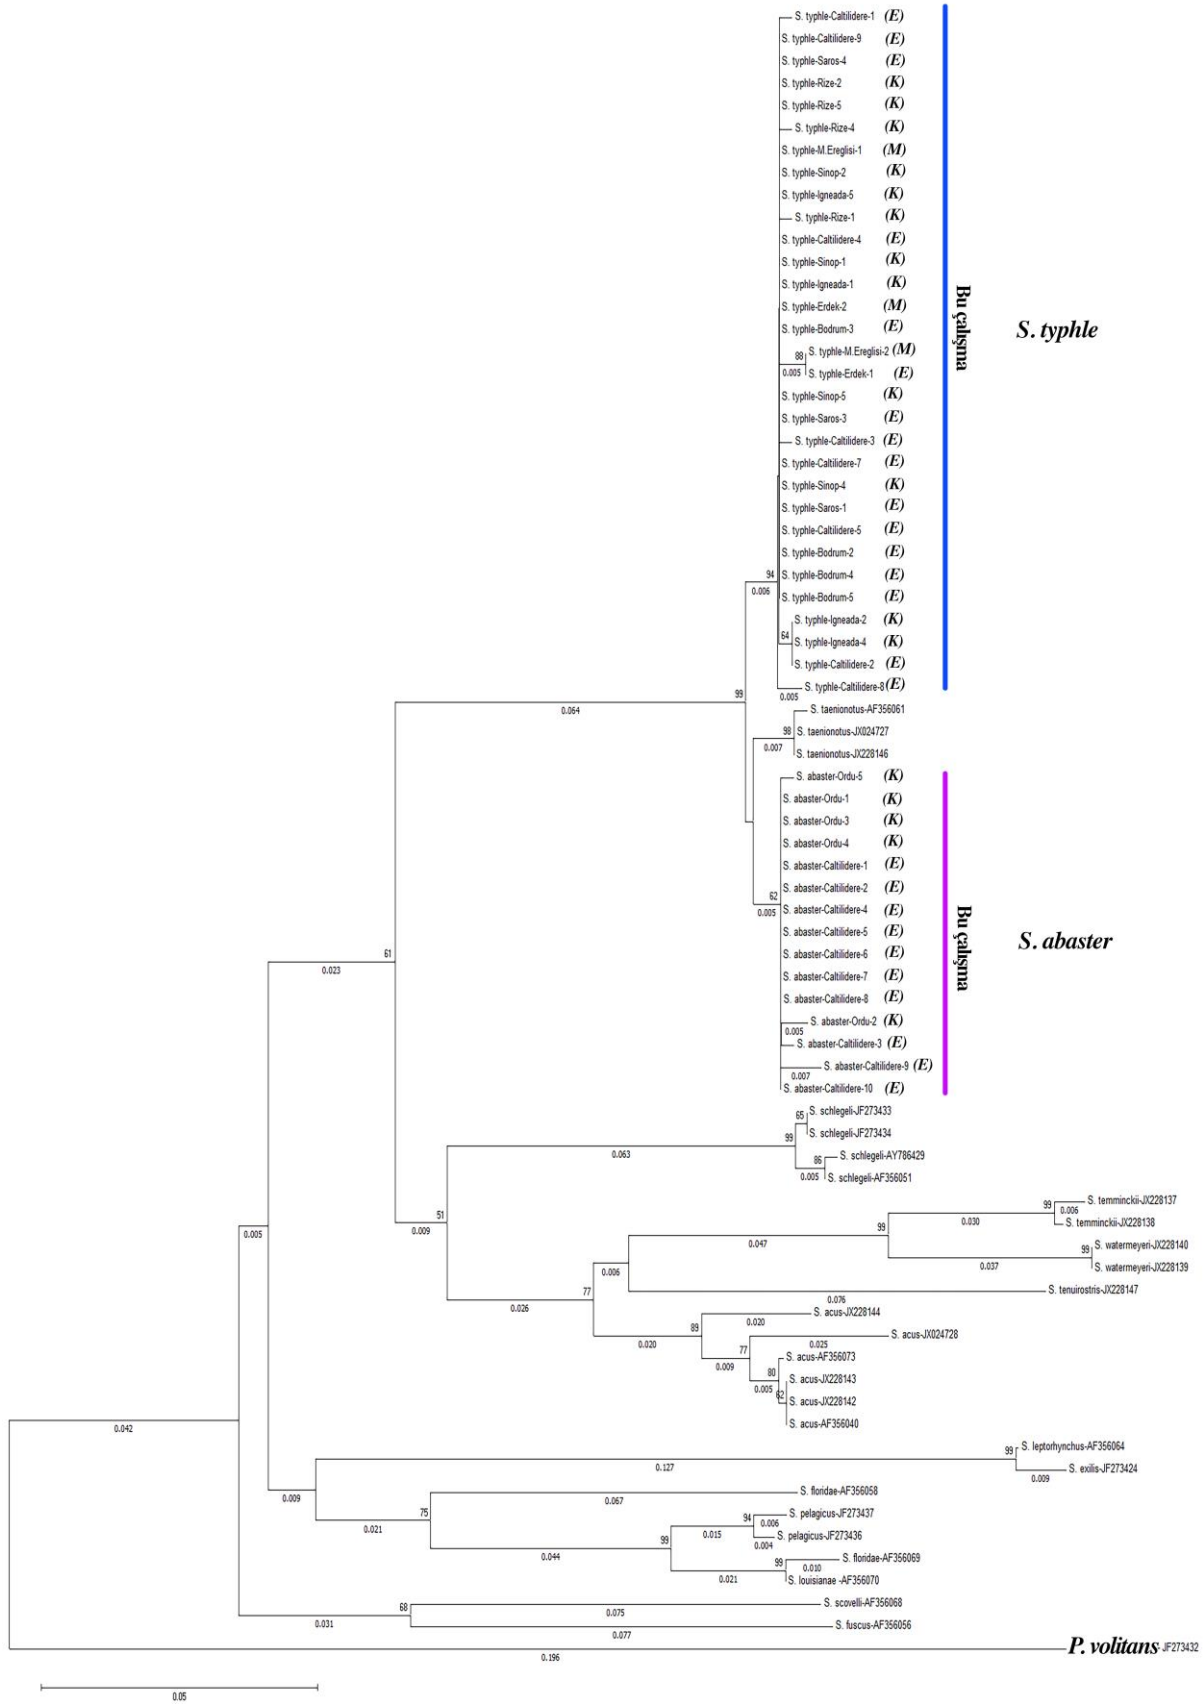 S. typhle-Caltilidere-1 (E)
S. typhle-Caltilidere-9 (E)
S. typhle-Saros-4 (E)
S. typhle-Rize-2 (K)
S. typhle-Rize-5 (K)
S. typhle-Rize-4 (K)
S. typhle-M.Ereglisi-1 (M)
S. typhle-Sinop-2 (K)
S. typhle-Igneada-5 (K)
S. typhle-Rize-1 (K)
S. typhle-Caltilidere-4 (E)
S. typhle-Sinop-1 (K)
S. typhle-Igneada-1 (K)
S. typhle-Erdek-2 (M)
S. typhle-Bodrum-3 (E)
Bu çalışma
S. typhle
88
S. typhle-M.Ereglisi-2 (M)
0.005
S. typhle-Erdek-1 (E)
S. typhle-Sinop-5 (K)
S. typhle-Saros-3 (E)
S. typhle-Caltilidere-3 (E)
S. typhle-Caltilidere-7 (E)
S. typhle-Sinop-4 (K)
S. typhle-Saros-1 (E)
S. typhle-Caltilidere-5 (E)
S. typhle-Bodrum-2 (E)
94
S. typhle-Bodrum-4 (E)
0.006
S. typhle-Bodrum-5 (E)
S. typhle-Igneada-2 (K)
64
S. typhle-Igneada-4 (K)
S. typhle-Caltilidere-2 (E)
S. typhle-Caltilidere-8 (E)
0.005
99
0.064
S. taenionotus-AF356061
98
S. taenionotus-JX024727
0.007
S. taenionotus-JX228146
S. abaster-Ordu-5 (K)
S. abaster-Ordu-1 (K)
S. abaster-Ordu-3 (K)
S. abaster-Ordu-4 (K)
S. abaster-Caltilidere-1 (E)
S. abaster-Caltilidere-2 (E)
62
0.005
S. abaster-Caltilidere-4 (E)
S. abaster-Caltilidere-5 (E)
Bu çalışma
S. abaster
S. abaster-Caltilidere-6 (E)
61
0.023
S. abaster-Caltilidere-7 (E)
S. abaster-Caltilidere-8 (E)
S. abaster-Ordu-2 (K)
0.005
S. abaster-Caltilidere-3 (E)
S. abaster-Caltilidere-9 (E)
0.007
S. abaster-Caltilidere-10 (E)
S. schlegeli-JF273433
65
S. schlegeli-JF273434
99
0.063
S. schlegeli-AY786429
86
0.005
S. schlegeli-AF356051
S. temminckii-JX228137
99
0.006
S. temminckii-JX228138
0.030
51
0.009
0.005
99
0.047
S. watermeyeri-JX228140
99
0.037
S. watermeyeri-JX228139
0.006
77
0.026
S. tenuirostris-JX228147
0.076
S. acus-JX228144
0.020
89
0.020
S. acus-JX024728
0.025
77
0.009
S. acus-AF356073
80
0.005
S. acus-JX228143
62
S. acus-JX228142
S. acus-AF356040
0.042
S. leptorhynchus-AF356064
99
0.127
S. exilis-JF273424
0.009
0.009
S. floridae-AF356058
0.067
75
0.021
S. pelagicus-JF273437
94
0.006
0.015
S. pelagicus-JF273436
0.004
99
0.044
S. floridae-AF356069
0.010
99
0.021
S. louisianae -AF356070
S. scovelli-AF356068
68
0.075
0.031
S. fuscus-AF356056
0.077
P. volitans- JF273432
0.196
0.05